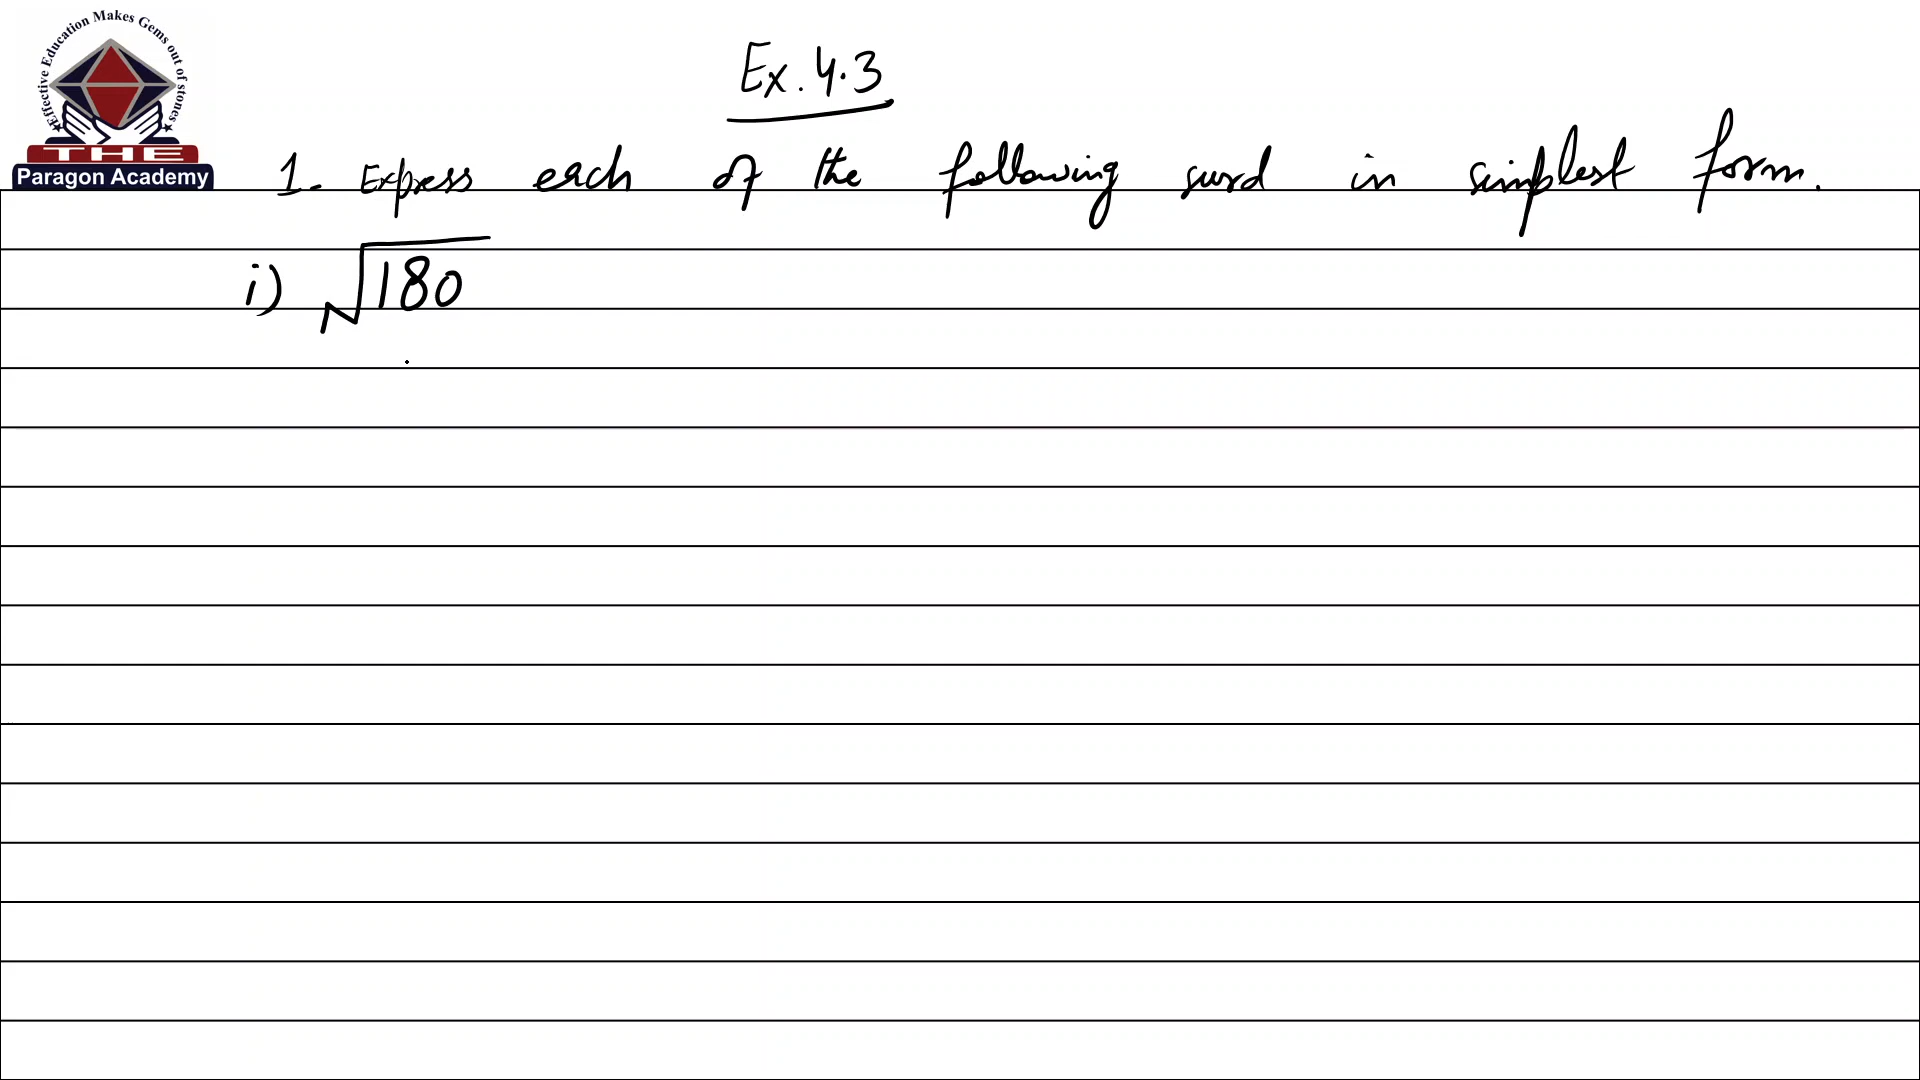 Effective Education Makes Gems out of stones
THE
Paragon Academy
Ex. 4.3
1. Express each of the following surd in simplest form.
i) √180